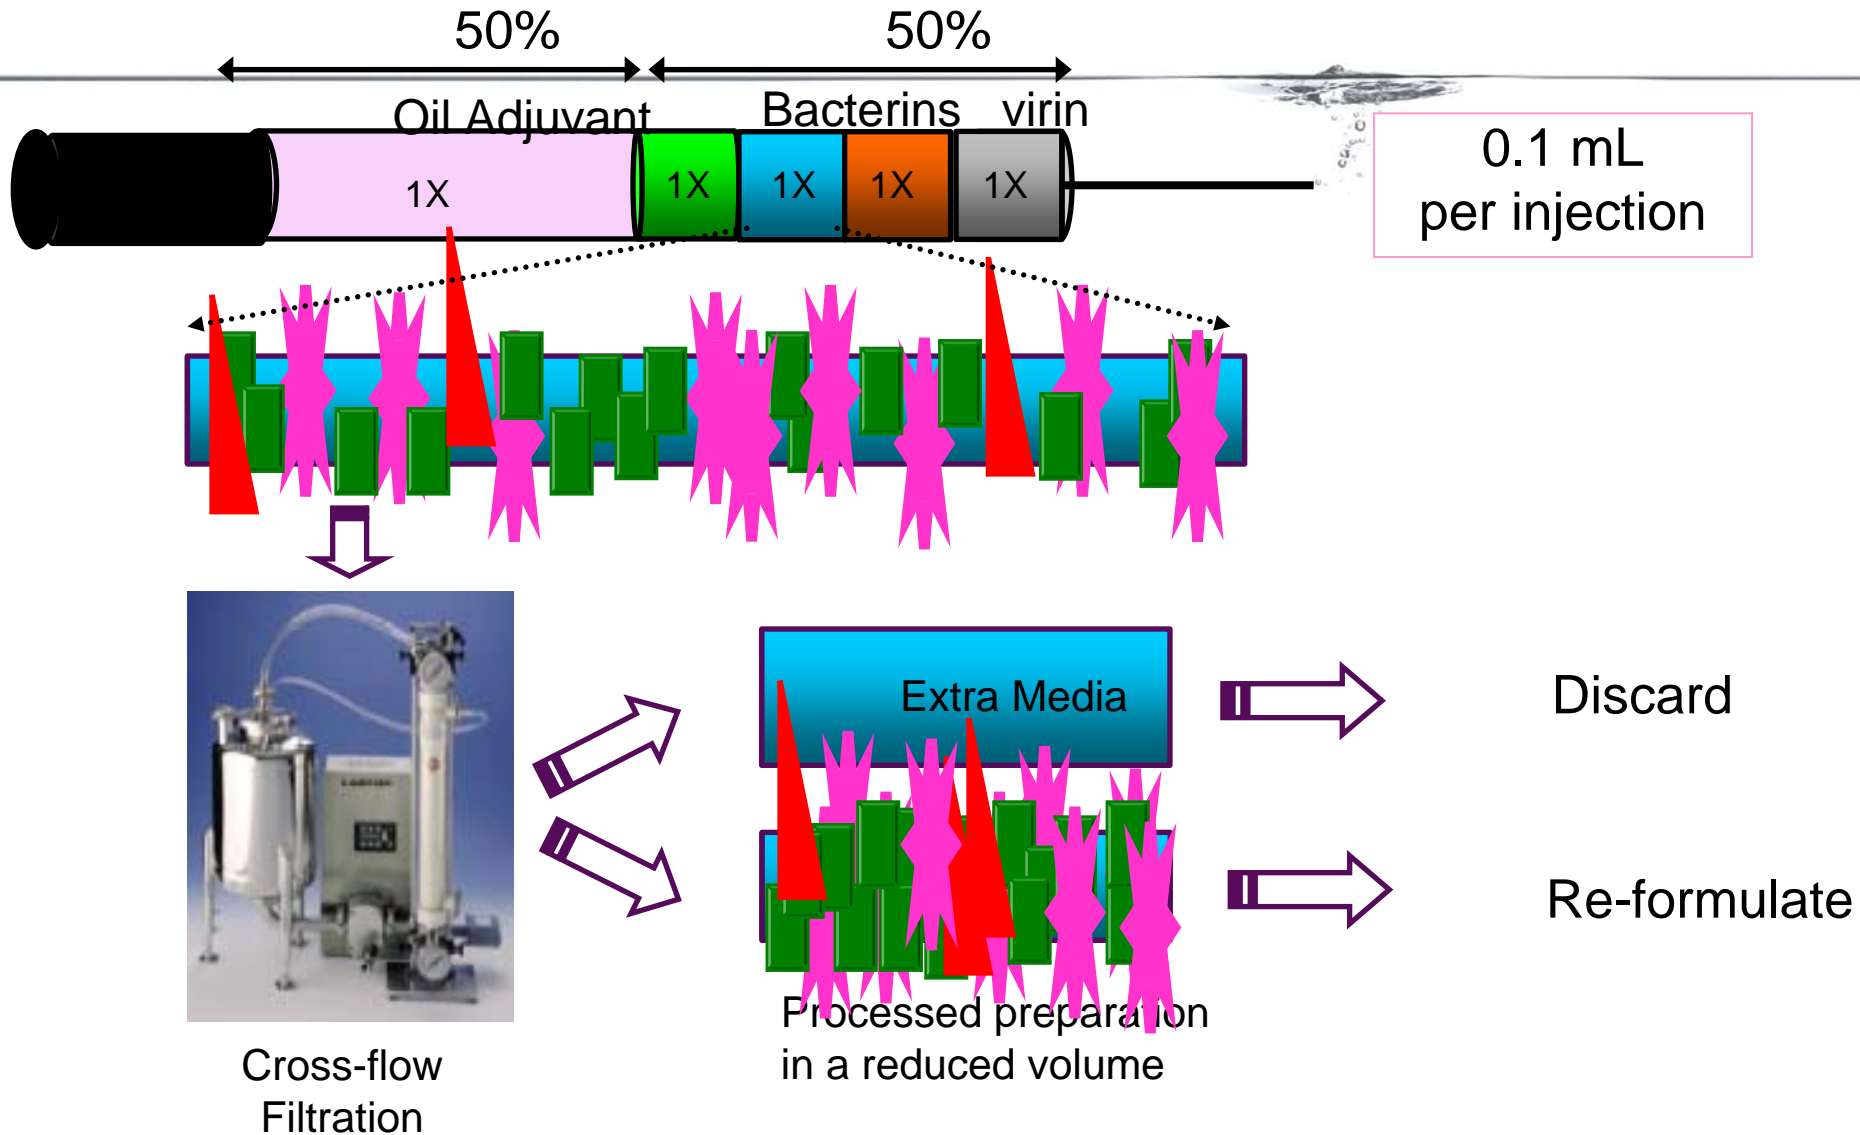 50% 50%
Oil Adjuvant Bacterins virin
1X 1X 1X 1X 1X
0.1 mL
per injection
Extra Media
Discard
Re-formulate
Processed preparation
in a reduced volume
Cross-flow
Filtration